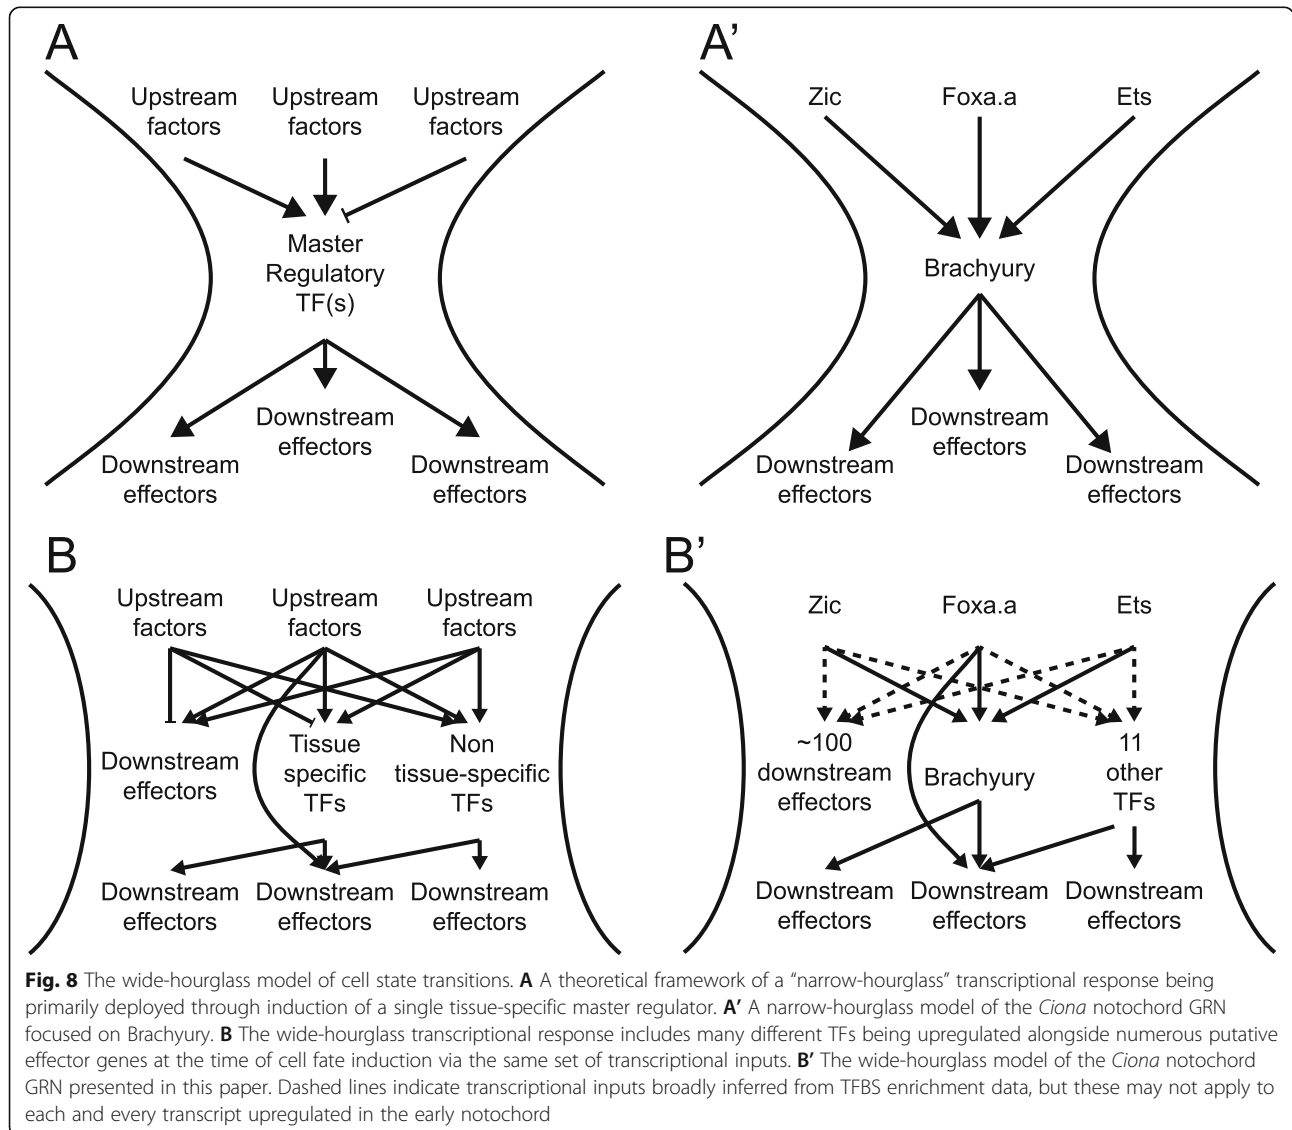 A
Upstream factors
Upstream factors
Upstream factors
Master
Regulatory
TF(s)
Downstream effectors
Downstream effectors
Downstream effectors
A’
Zic
Foxa.a
Ets
Brachyury
Downstream effectors
Downstream effectors
Downstream effectors
B
Upstream factors
Upstream factors
Upstream factors
Downstream effectors
Tissue specific TFs
Non tissue-specific TFs
Downstream effectors
Downstream effectors
Downstream effectors
B’
Zic
Foxa.a
Ets
~100 downstream effectors
Brachyury
11 other TFs
Downstream effectors
Downstream effectors
Downstream effectors
Fig. 8 The wide-hourglass model of cell state transitions. A A theoretical framework of a “narrow-hourglass” transcriptional response being
primarily deployed through induction of a single tissue-specific master regulator. A’ A narrow-hourglass model of the Ciona notochord GRN
focused on Brachyury. B The wide-hourglass transcriptional response includes many different TFs being upregulated alongside numerous putative
effector genes at the time of cell fate induction via the same set of transcriptional inputs. B’ The wide-hourglass model of the Ciona notochord
GRN presented in this paper. Dashed lines indicate transcriptional inputs broadly inferred from TFBS enrichment data, but these may not apply to
each and every transcript upregulated in the early notochord